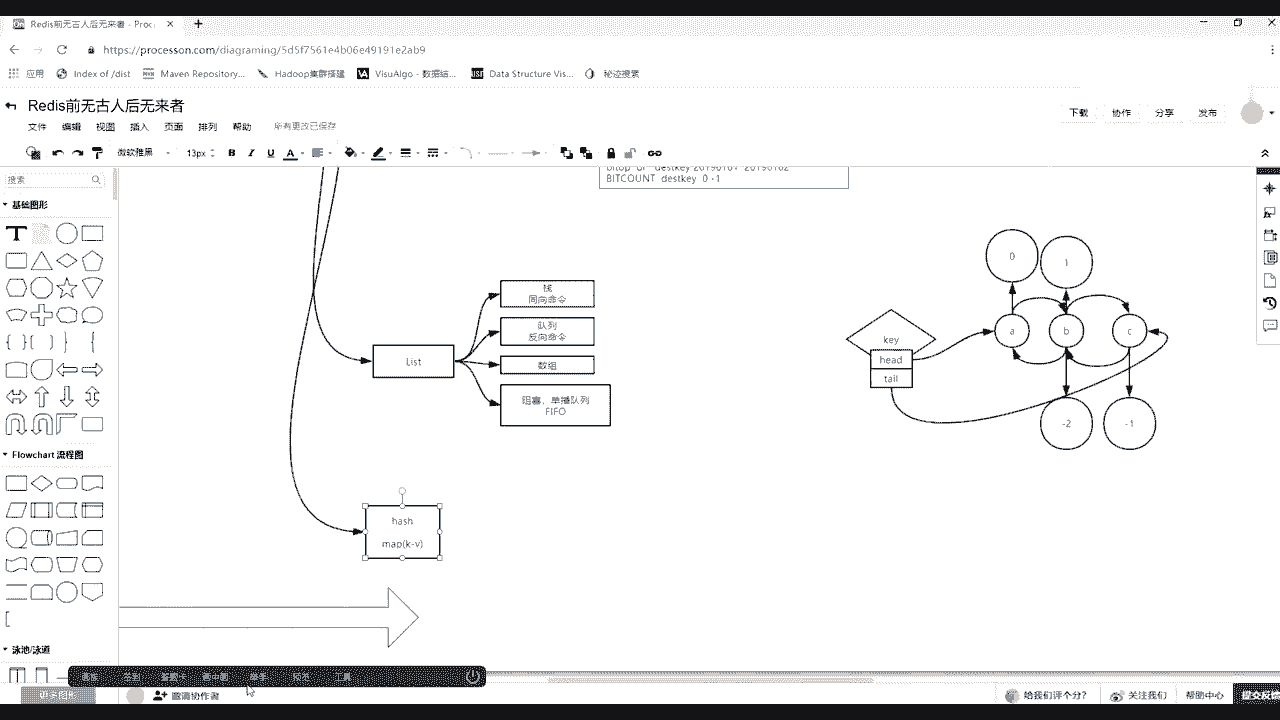 Redis前无古人后无来者 - Proc
https://processon.com/diagraming/5d5f7561e4b06e49191e2ab9
应用
Index of /dist
Maven Repository...
Hadoop集群搭建
VisuAlgo - 数据结...
Data Structure Vis...
秘迹搜索
Redis前无古人后无来者
文件 编辑 视图 插入 页面 排列 帮助 所有更改已保存
下载 协作 分享 发布
微软雅黑 13px B I U A
搜索
基础图形
Flowchart 流程图
泳池/泳道
更多图形
BITCOUNT destkey 0 -1
栈
同向命令
队列
反向命令
List
数组
阻塞，单播队列
FIFO
hash
map(k-v)
0
1
key
head
tail
a
b
c
-2
-1
邀请协作者
给我们评个分?
关注我们
帮助中心
提交反馈